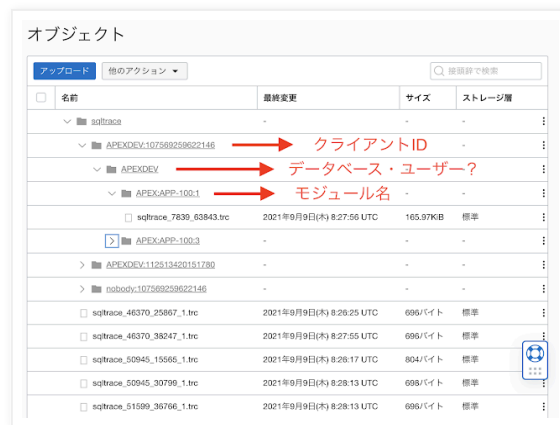 オブジェクト
アップロード 他のアクション 接頭辞で検索
名前 最終変更 サイズ ストレージ層
sqltrace - - -
APEXDEV:107569259622146 クライアントID - -
APEXDEV データベース・ユーザー?
APEX:APP-100:1 モジュール名 - -
sqltrace_7839_63843.trc 2021年9月9日(木) 8:27:56 UTC 165.97KiB 標準
APEX:APP-100:3 - - -
APEXDEV:112513420151780 - - -
nobody:107569259622146 - - -
sqltrace_46370_25867_1.trc 2021年9月9日(木) 8:26:25 UTC 696バイト 標準
sqltrace_46370_38247_1.trc 2021年9月9日(木) 8:27:55 UTC 696バイト 標準
sqltrace_50945_15565_1.trc 2021年9月9日(木) 8:26:17 UTC 804バイト 標準
sqltrace_50945_30799_1.trc 2021年9月9日(木) 8:28:13 UTC 698バイト 標準
sqltrace_51599_36766_1.trc 2021年9月9日(木) 8:28:13 UTC 696バイト 標準